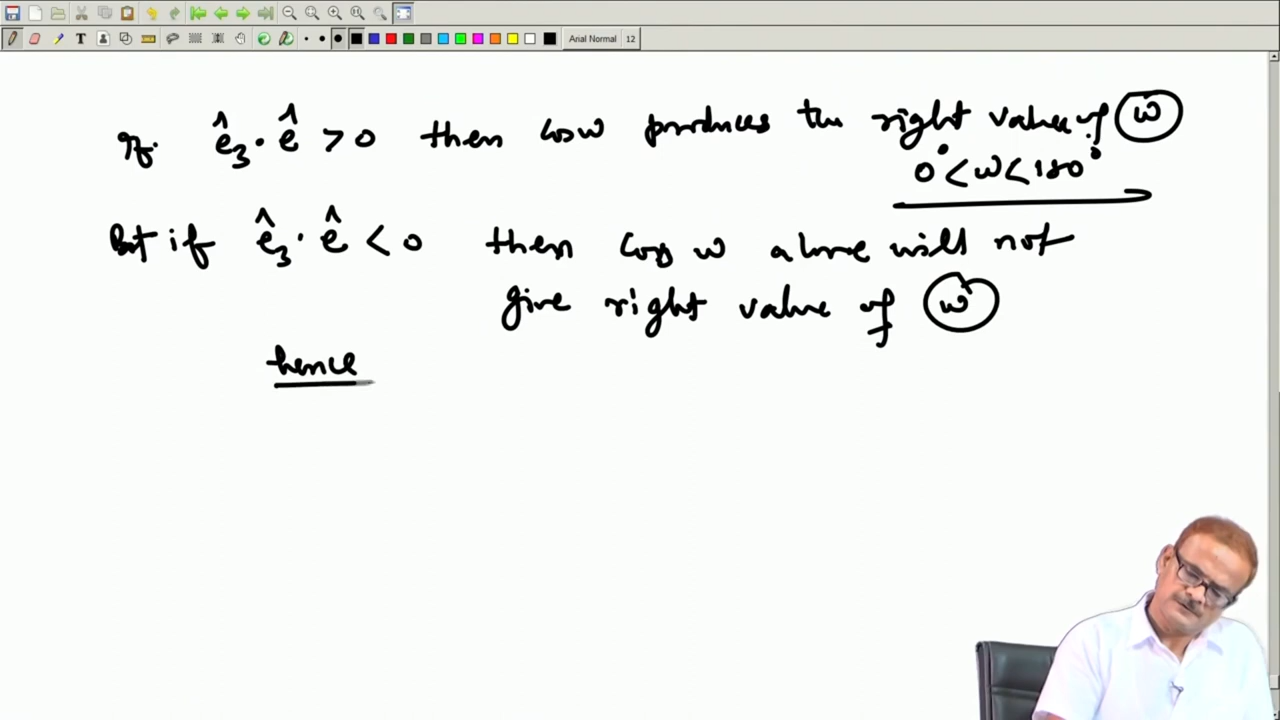 Arial Normal 12
If ê₃ · ê > 0 then cos ω produces the right value of ω
0° < ω < 180°
But if ê₃ · ê < 0 then cos ω alone will not
give right value of ω
hence